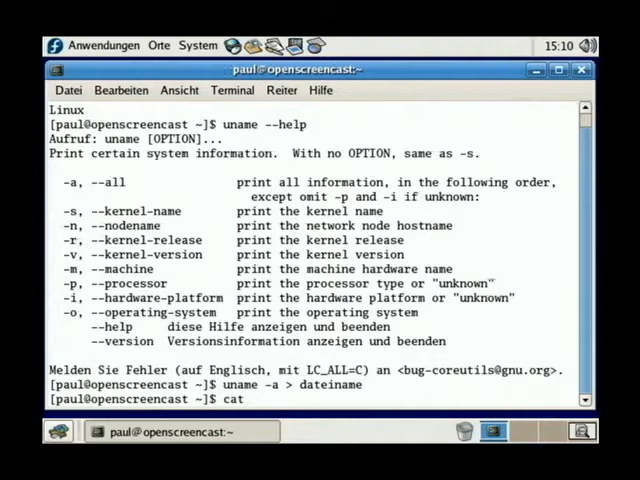 Anwendungen Orte System 15:10
paul@openscreencast:~
Datei Bearbeiten Ansicht Terminal Reiter Hilfe
Linux
[paul@openscreencast ~]$ uname --help
Aufruf: uname [OPTION]...
Print certain system information.  With no OPTION, same as -s.
-a, --all print all information, in the following order,
except omit -p and -i if unknown:
-s, --kernel-name print the kernel name
-n, --nodename print the network node hostname
-r, --kernel-release print the kernel release
-v, --kernel-version print the kernel version
-m, --machine print the machine hardware name
-p, --processor print the processor type or "unknown"
-i, --hardware-platform print the hardware platform or "unknown"
-o, --operating-system print the operating system
--help diese Hilfe anzeigen und beenden
--version Versionsinformation anzeigen und beenden
Melden Sie Fehler (auf Englisch, mit LC_ALL=C) an <bug-coreutils@gnu.org>.
[paul@openscreencast ~]$ uname -a > dateiname
[paul@openscreencast ~]$ cat
paul@openscreencast:~